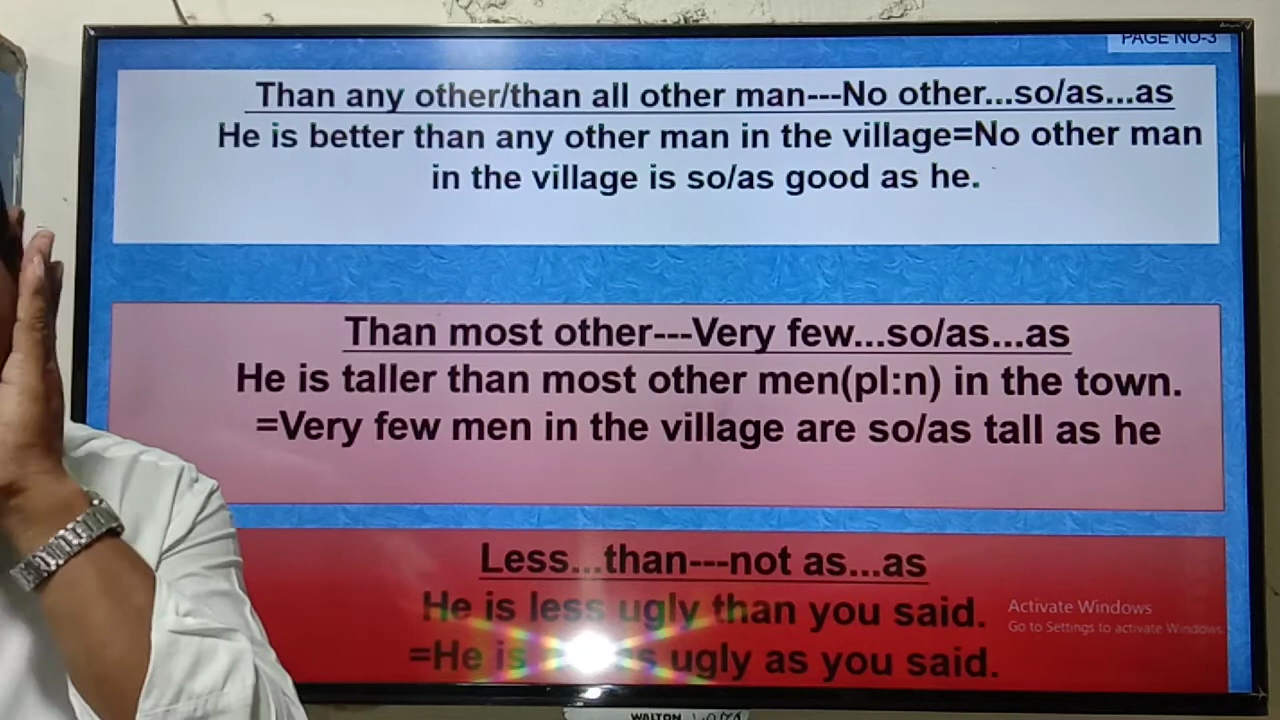 PAGE NO-3
Than any other/than all other man---No other...so/as...as
He is better than any other man in the village=No other man
in the village is so/as good as he.
Than most other---Very few...so/as...as
He is taller than most other men(pl:n) in the town.
=Very few men in the village are so/as tall as he
Less...than---not as...as
He is less ugly than you said.
=He is ugly as you said.
Activate Windows
Go to Settings to activate Windows.
WALTON